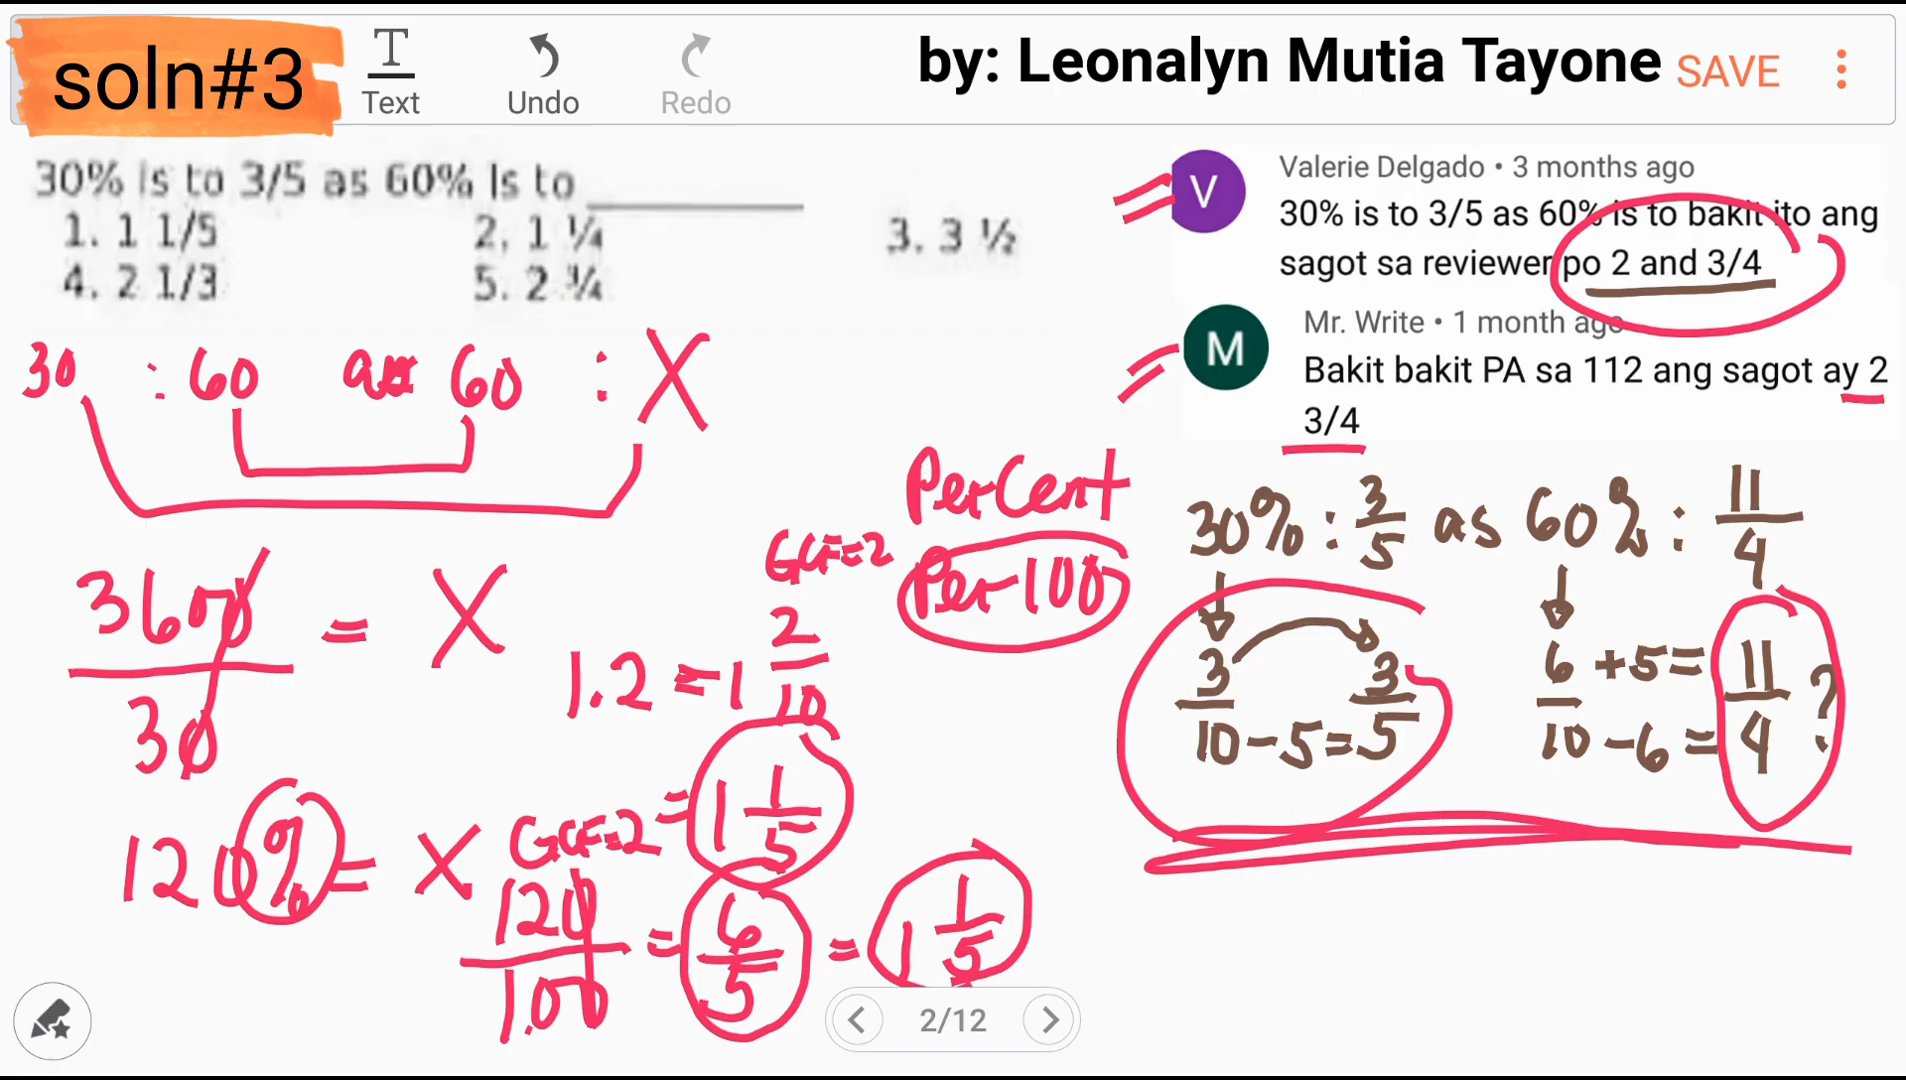 soln#3
Text
Undo
Redo
by: Leonalyn Mutia Tayone
SAVE
30% is to 3/5 as 60% is to ________
1. 1 1/5
2. 1 ¼
3. 3 ½
4. 2 1/3
5. 2 ¾
V
Valerie Delgado • 3 months ago
30% is to 3/5 as 60% is to bakit ito ang
sagot sa reviewer po 2 and 3/4
M
Mr. Write • 1 month ago
Bakit bakit PA sa 112 ang sagot ay 2
3/4
30 : 60 as 60 : X
3600/30 = X
120% = X
Percent
Per 100
GCF=2
1.2 = 1 2/10
GCF=2
= 1 1/5
120/100 = 6/5 = 1 1/5
30% : 3/5 as 60% : 11/4
3 3
10 - 5 = 5
6 + 5 = 11
10 - 6 = 4 ?
2/12